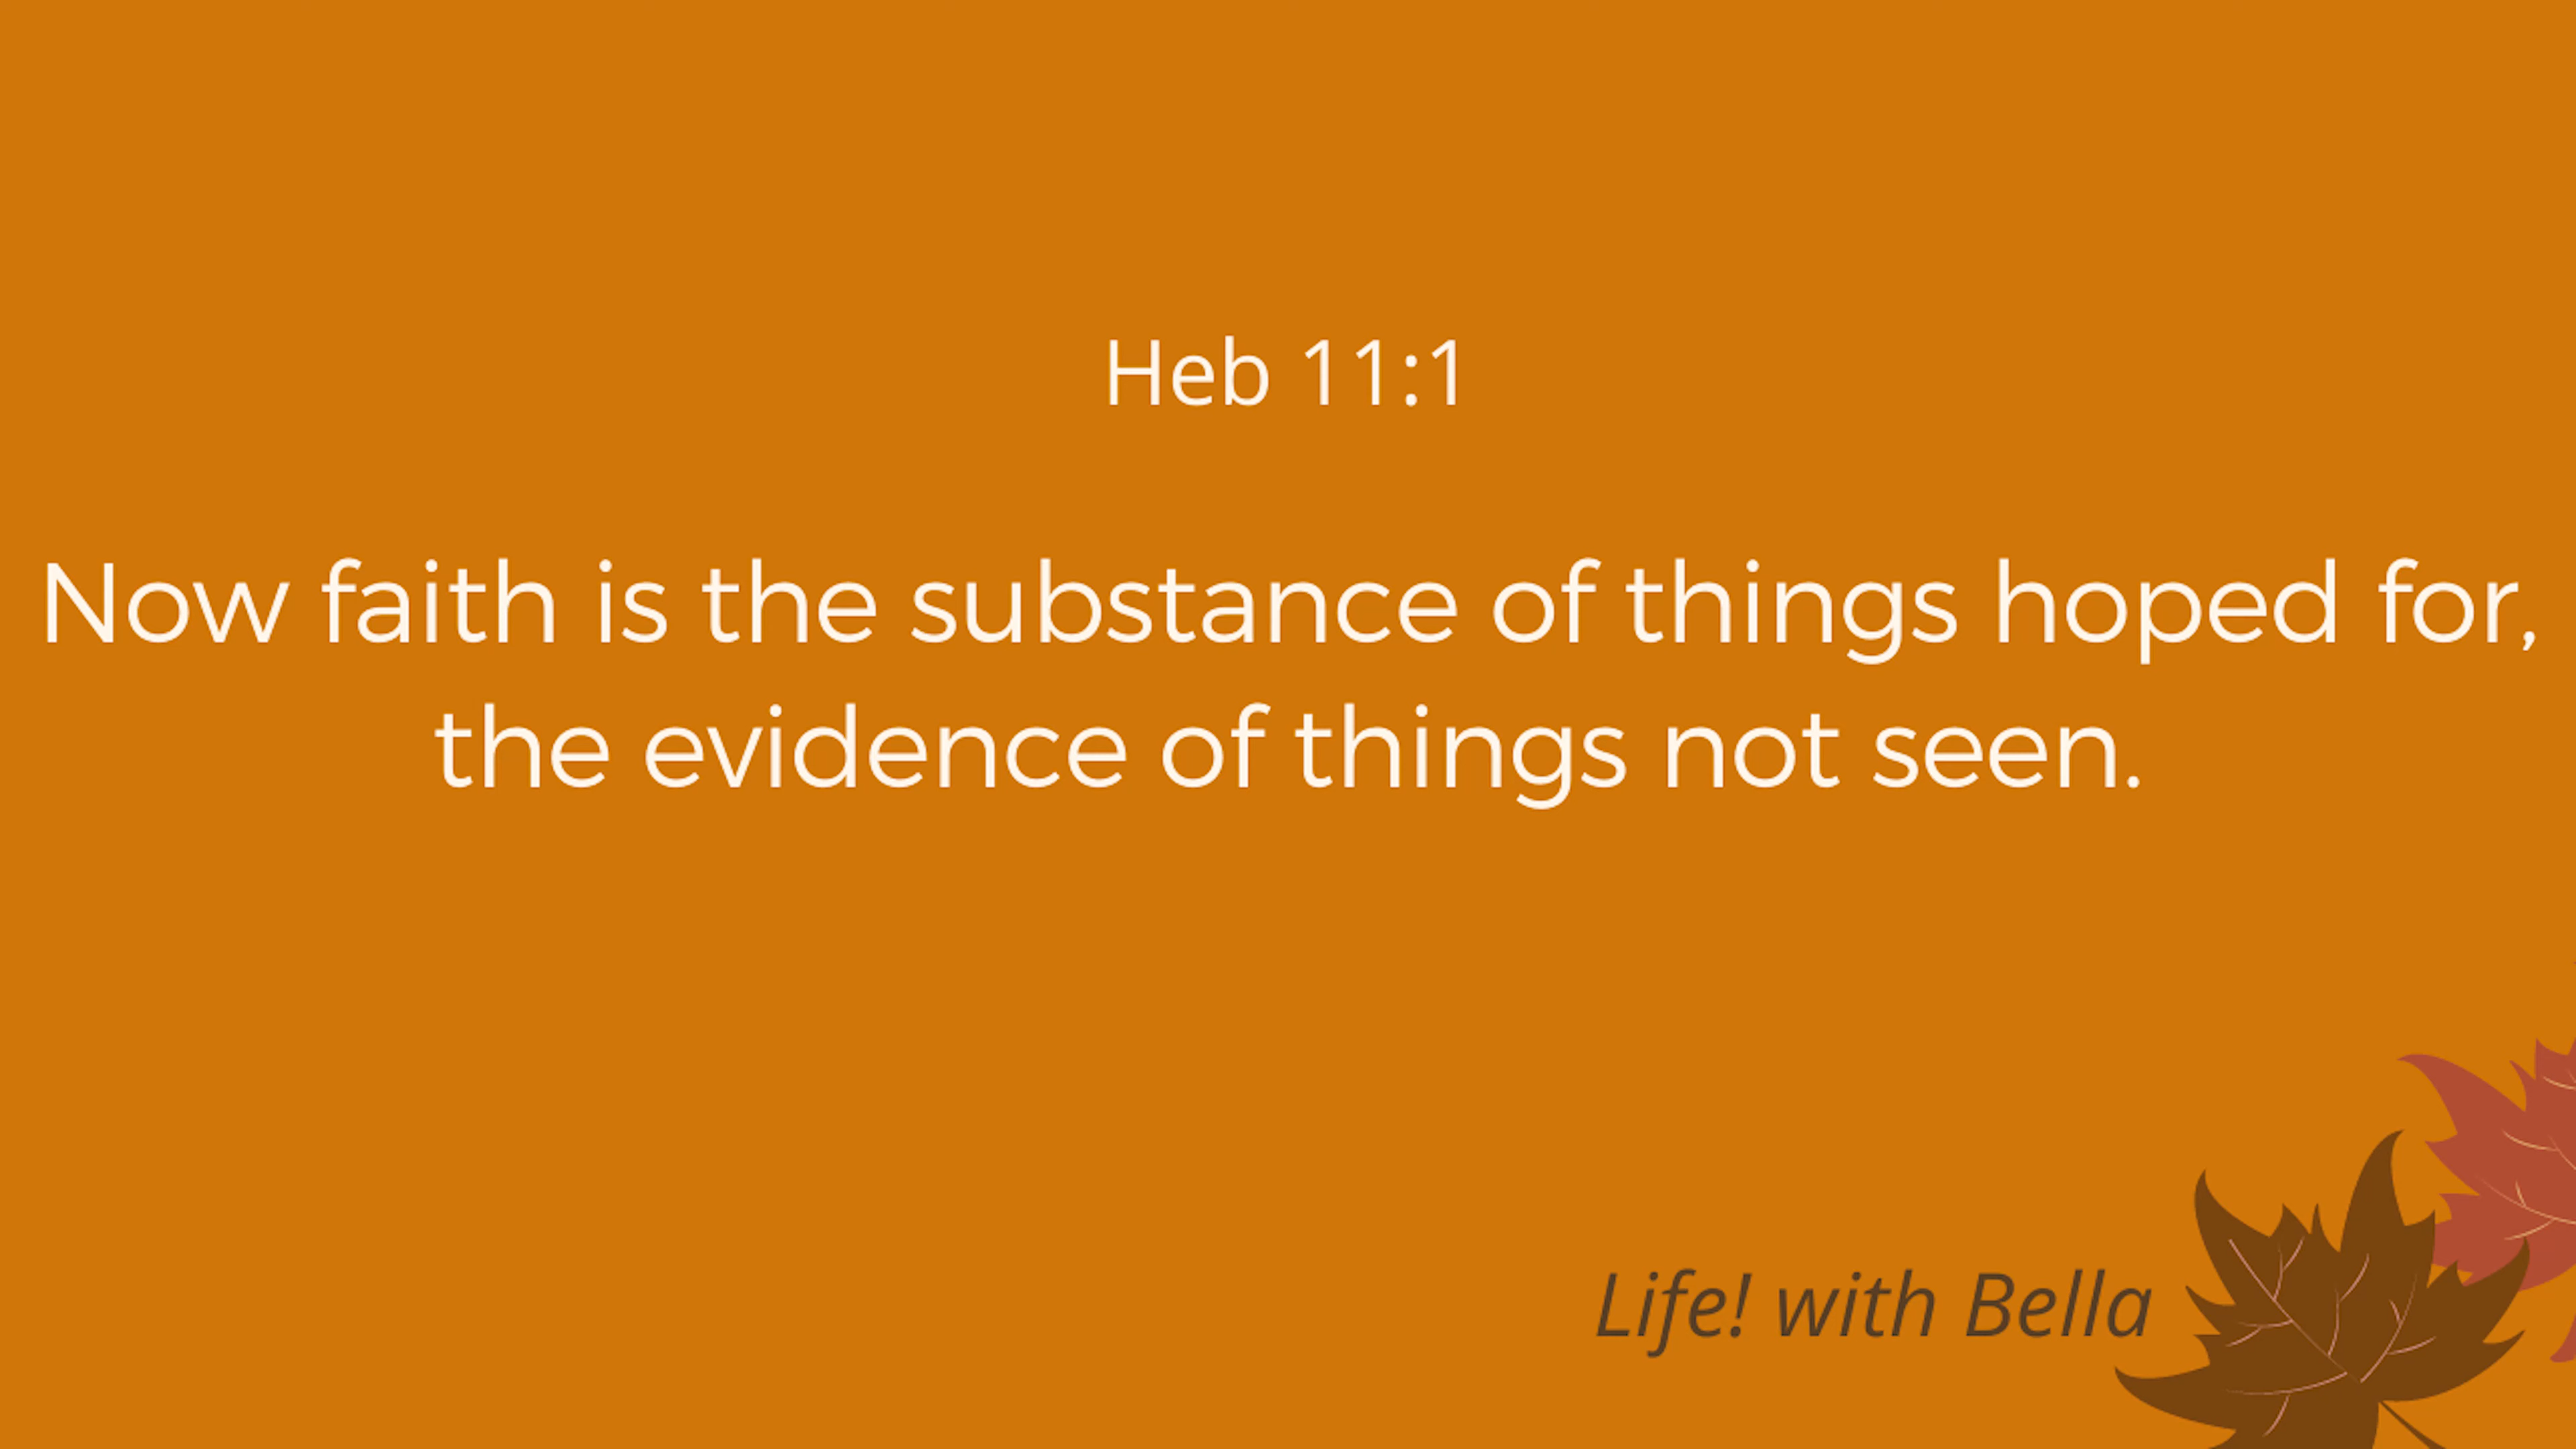 Heb 11:1
Now faith is the substance of things hoped for,
the evidence of things not seen.
Life! with Bella